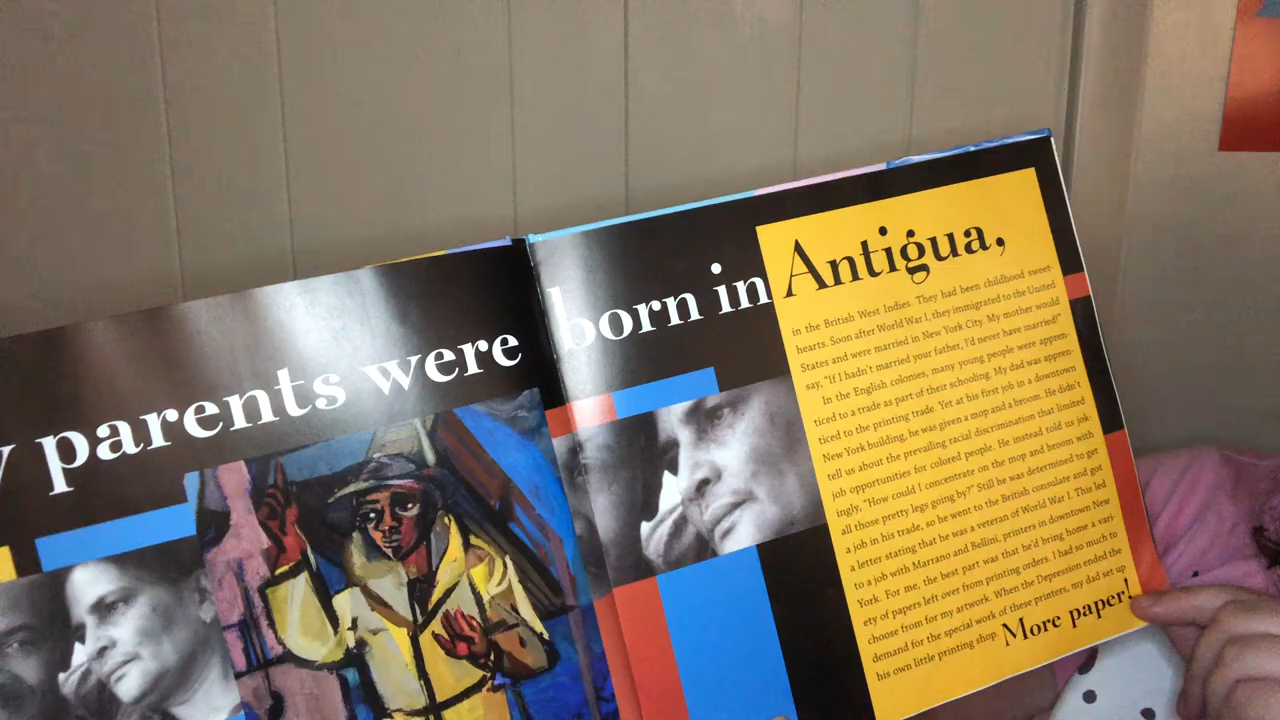 y parents were born in Antigua,
in the British West Indies. They had been childhood sweet-
hearts. Soon after World War I, they immigrated to the United
States and were married in New York City. My mother would
say, "If I hadn't married your father, I'd never have married!"
In the English colonies, many young people were appren-
ticed to a trade as part of their schooling. My dad was appren-
ticed to the printing trade. Yet at his first job in a downtown
New York building, he was given a mop and a broom. He didn't
tell us about the prevailing racial discrimination that limited
job opportunities for colored people. He instead told us jok-
ingly, "How could I concentrate on the mop and broom with
all those pretty legs going by?" Still he was determined to get
a job in his trade, so he went to the British consulate and got
a letter stating that he was a veteran of World War I. This led
to a job with Marrano and Bellini, printers in downtown New
York. For me, the best part was that he'd bring home a vari-
ety of papers left over from printing orders. I had so much to
choose from for my artwork. When the Depression ended the
demand for the special work of these printers, my dad set up
his own little printing shop. More paper!